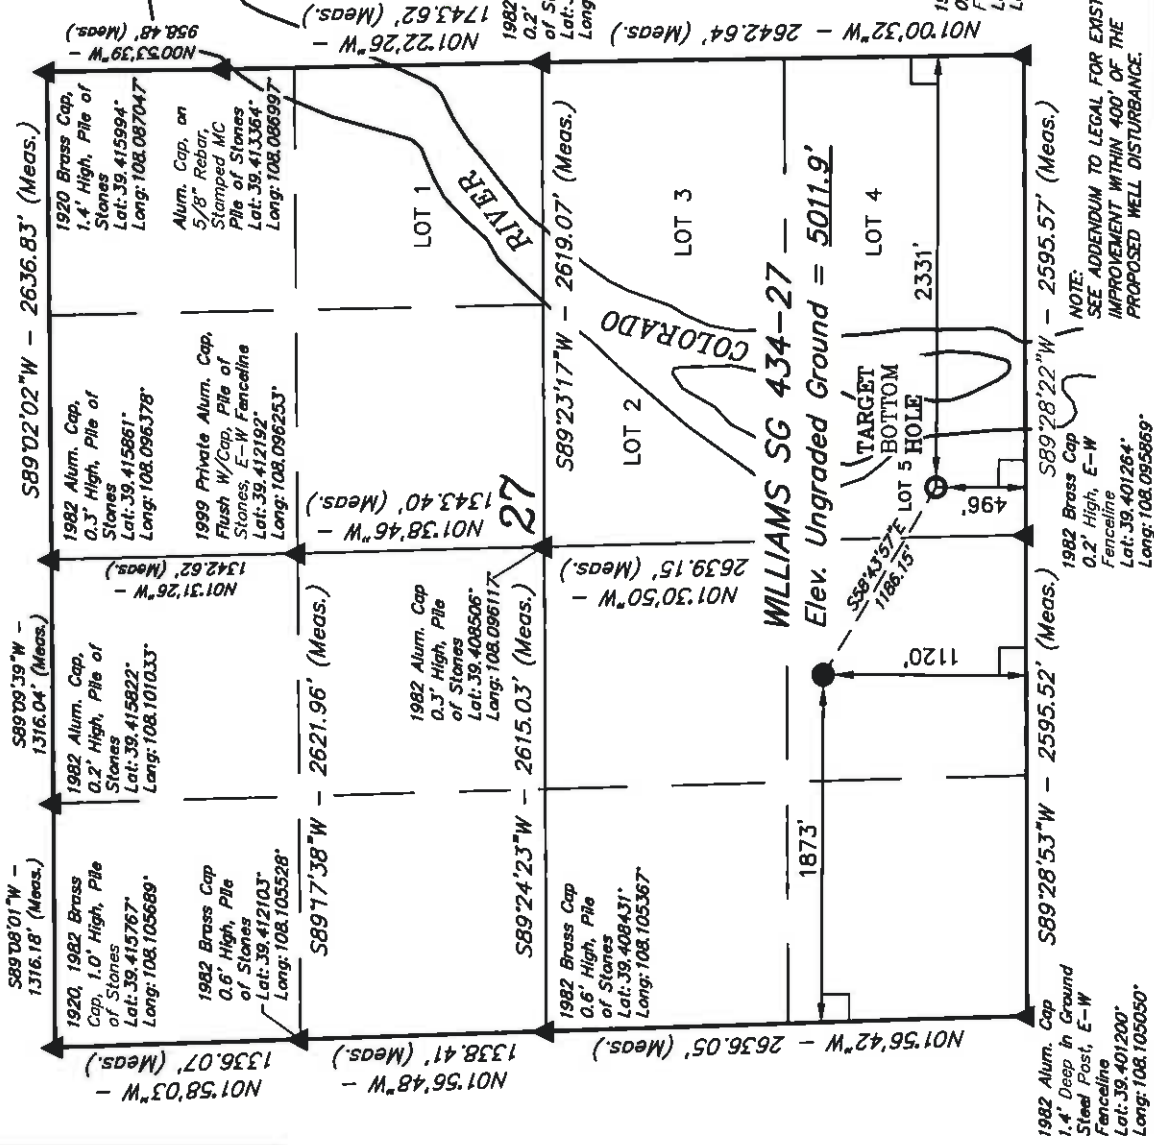 S89°08'01"W –
1316.18' (Meas.)
S89°09'39"W –
1316.04' (Meas.)
S89°02'02"W – 2636.83' (Meas.)
N00°53'39"W –
958.48' (Meas.)
N01°22'26"W –
1743.62' (Meas.)
1982
0.2'
of S
Lat:
Long
N01°00'32"W – 2642.64' (Meas.)
1920, 1982 Brass
Cap, 1.0' High, Pile
of Stones
Lat: 39.415767°
Long: 108.105689°
1982 Alum. Cap,
0.2' High, Pile of
Stones
Lat: 39.415822°
Long: 108.101033°
1982 Alum. Cap,
0.3' High, Pile of
Stones
Lat: 39.415861°
Long: 108.096378°
1920 Brass Cap,
1.4' High, Pile of
Stones
Lat: 39.415994°
Long: 108.087047°
Alum. Cap, on
5/8" Rebar,
Stamped MC
Pile of Stones
Lat: 39.413364°
Long: 108.086997°
1999 Private Alum. Cap,
Flush W/Cap, Pile of
Stones, E–W Fenceline
Lat: 39.412192°
Long: 108.096253°
N01°58'03"W –
1336.07' (Meas.)
N01°31'26"W –
1342.62' (Meas.)
1982 Brass Cap
0.6' High, Pile
of Stones
Lat: 39.412103°
Long: 108.105528°
S89°17'38"W – 2621.96' (Meas.)
N01°56'48"W –
1338.41' (Meas.)
N01°38'46"W –
1343.40' (Meas.)
LOT 1
RIVER
27
1982 Alum. Cap
0.3' High, Pile
of Stones
Lat: 39.408506°
Long: 108.096117°
S89°24'23"W – 2615.03' (Meas.)
S89°23'17"W – 2619.07' (Meas.)
1982 Brass Cap
0.6' High, Pile
of Stones
Lat: 39.408431°
Long: 108.105367°
N01°56'42"W – 2636.05' (Meas.)
N01°30'50"W –
2639.15' (Meas.)
LOT 2
LOT 3
COLORADO
WILLIAMS SG 434–27
Elev. Ungraded Ground = 5011.9'
LOT 4
TARGET
BOTTOM
HOLE
LOT 5
1873'
1120'
S58°43'57"E
1186.15'
2331'
496'
S89°28'53"W – 2595.52' (Meas.)
S89°28'22"W – 2595.57' (Meas.)
1982 Alum. Cap
1.4' Deep in Ground
Steel Post, E–W
Fenceline
Lat: 39.401200°
Long: 108.105050°
1982 Brass Cap
0.2' High, E–W
Fenceline
Lat: 39.401264°
Long: 108.095869°
NOTE:
SEE ADDENDUM TO LEGAL FOR EXIST
IMPROVEMENT WITHIN 400' OF THE
PROPOSED WELL DISTURBANCE.